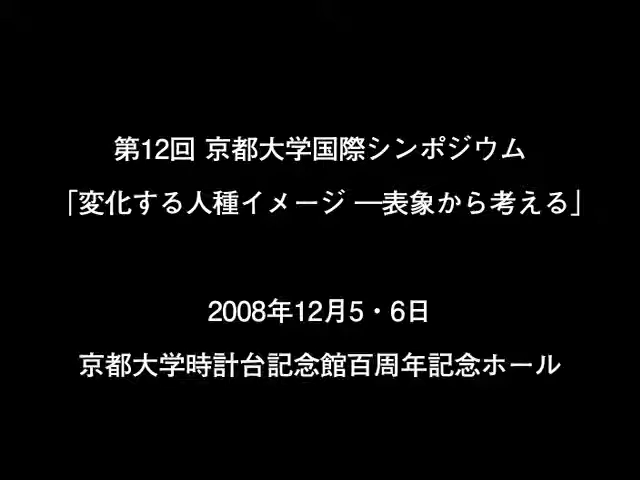 第12回 京都大学国際シンポジウム
「変化する人種イメージ ―表象から考える」
2008年12月5・6日
京都大学時計台記念館百周年記念ホール